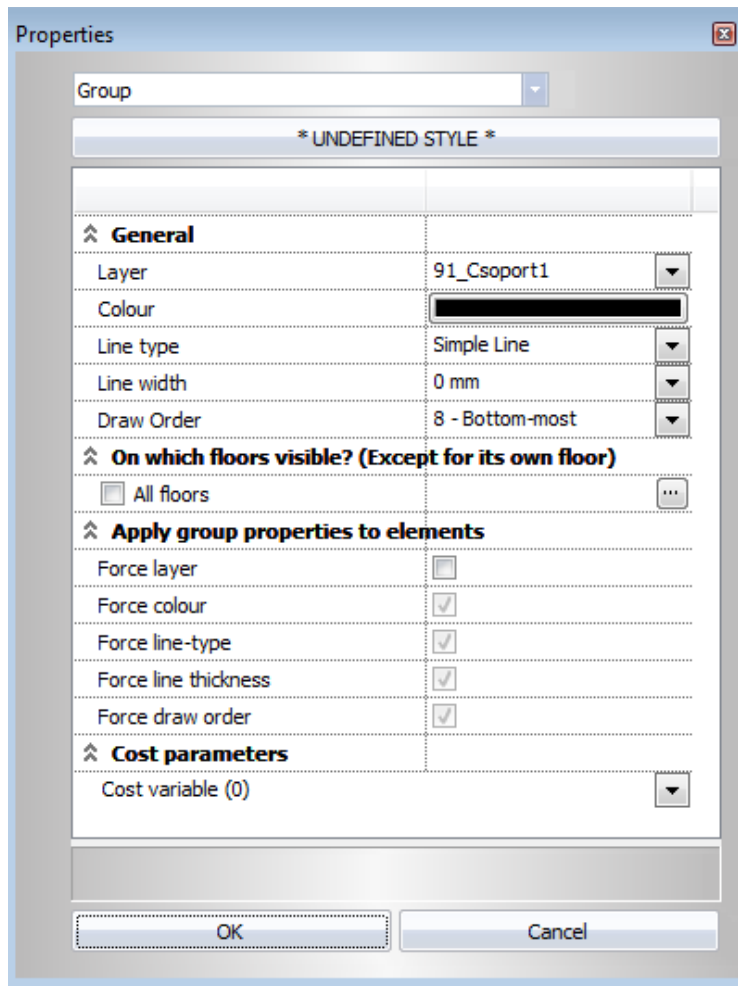 Properties
Group
* UNDEFINED STYLE *
General
Layer 91_Csoport1
Colour
Line type Simple Line
Line width 0 mm
Draw Order 8 - Bottom-most
On which floors visible? (Except for its own floor)
All floors ...
Apply group properties to elements
Force layer
Force colour
Force line-type
Force line thickness
Force draw order
Cost parameters
Cost variable (0)
OK Cancel